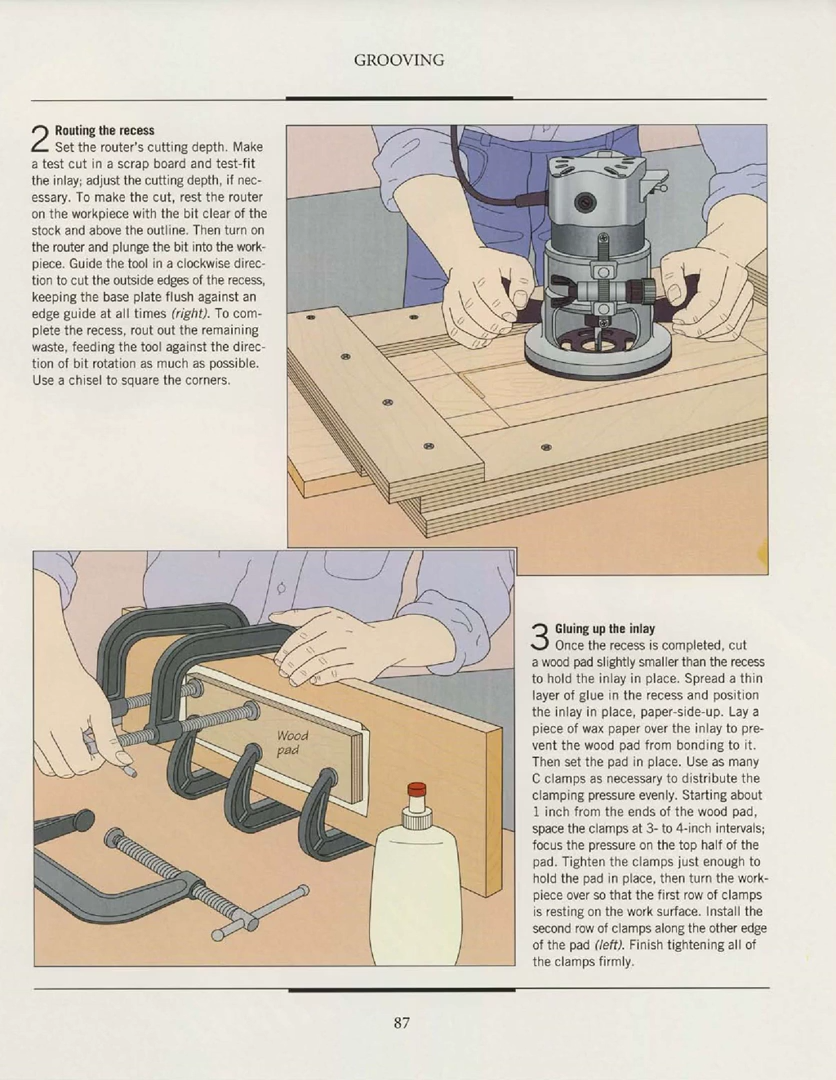 GROOVING
2 Routing the recess
Set the router's cutting depth. Make
a test cut in a scrap board and test-fit
the inlay; adjust the cutting depth, if nec-
essary. To make the cut, rest the router
on the workpiece with the bit clear of the
stock and above the outline. Then turn on
the router and plunge the bit into the work-
piece. Guide the tool in a clockwise direc-
tion to cut the outside edges of the recess,
keeping the base plate flush against an
edge guide at all times (right). To com-
plete the recess, rout out the remaining
waste, feeding the tool against the direc-
tion of bit rotation as much as possible.
Use a chisel to square the corners.
Wood
pad
3 Gluing up the inlay
Once the recess is completed, cut
a wood pad slightly smaller than the recess
to hold the inlay in place. Spread a thin
layer of glue in the recess and position
the inlay in place, paper-side-up. Lay a
piece of wax paper over the inlay to pre-
vent the wood pad from bonding to it.
Then set the pad in place. Use as many
C clamps as necessary to distribute the
clamping pressure evenly. Starting about
1 inch from the ends of the wood pad,
space the clamps at 3- to 4-inch intervals;
focus the pressure on the top half of the
pad. Tighten the clamps just enough to
hold the pad in place, then turn the work-
piece over so that the first row of clamps
is resting on the work surface. Install the
second row of clamps along the other edge
of the pad (left). Finish tightening all of
the clamps firmly.
87